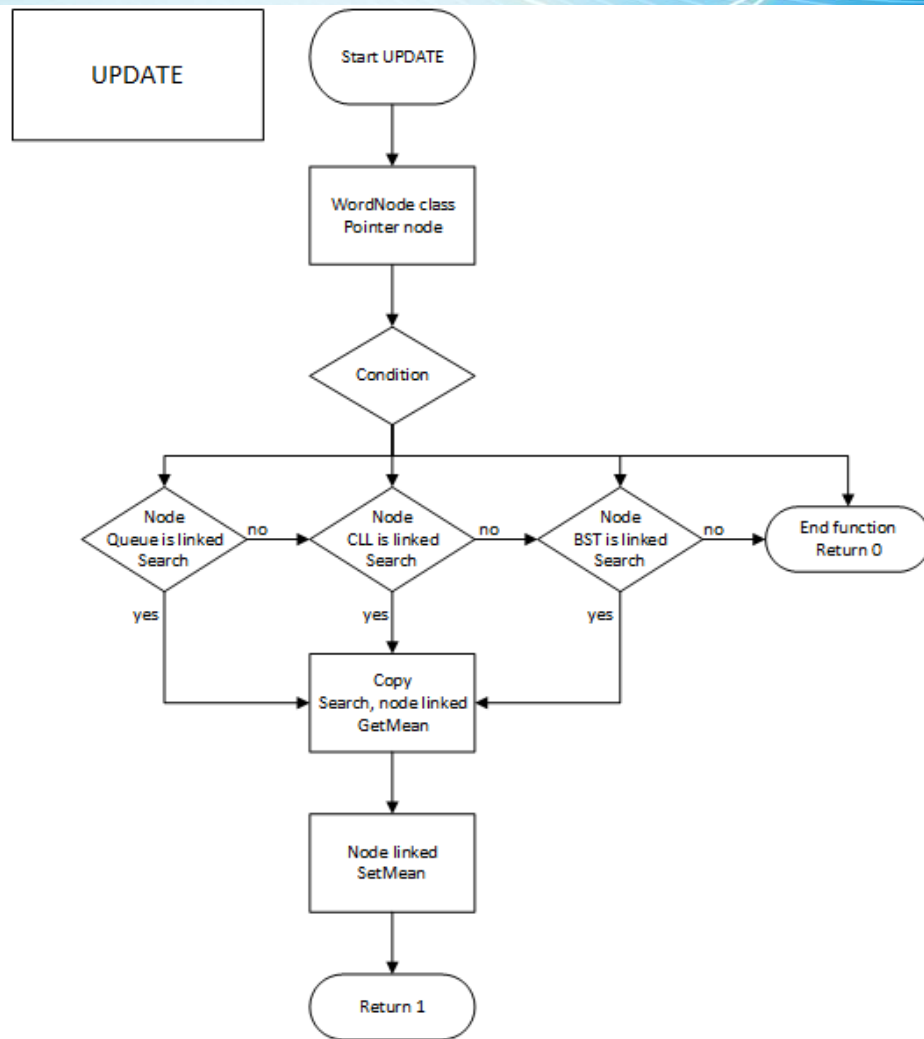 UPDATE
Start UPDATE
WordNode class
Pointer node
Condition
Node
Queue is linked
Search
no
Node
CLL is linked
Search
no
Node
BST is linked
Search
no
End function
Return 0
yes
yes
yes
Copy
Search, node linked
GetMean
Node linked
SetMean
Return 1